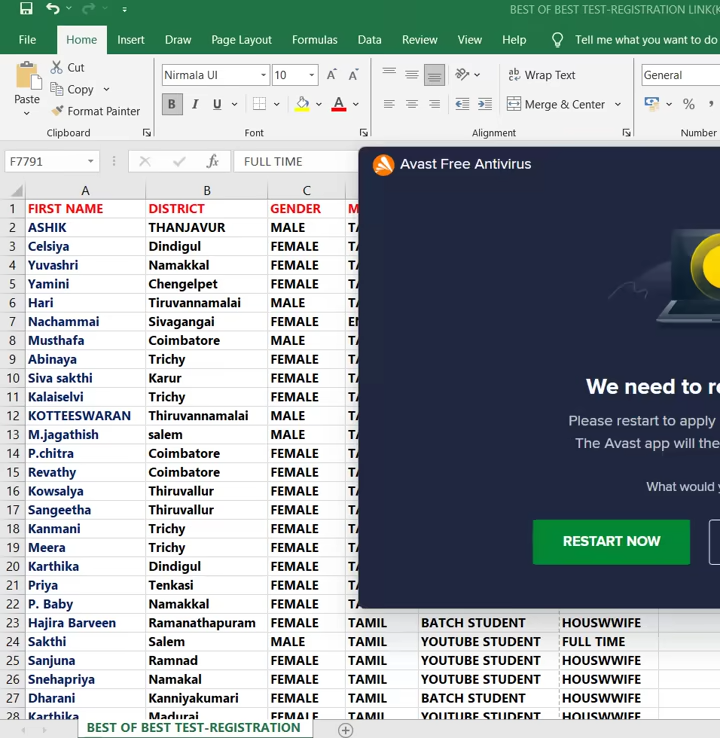 BEST OF BEST TEST-REGISTRATION LINK(
File Home Insert Draw Page Layout Formulas Data Review View Help Tell me what you want to do
Paste Cut Nirmala UI 10 A A Wrap Text General
Copy
Format Painter B I U A Merge & Center % ,
Clipboard Font Alignment Number
F7791 fx FULL TIME
Avast Free Antivirus
A B C
1 FIRST NAME DISTRICT GENDER
2 ASHIK THANJAVUR MALE
3 Celsiya Dindigul FEMALE
4 Yuvashri Namakkal FEMALE
5 Yamini Chengelpet FEMALE
6 Hari Tiruvannamalai MALE
7 Nachammai Sivagangai FEMALE
8 Musthafa Coimbatore MALE
9 Abinaya Trichy FEMALE
10 Siva sakthi Karur FEMALE
11 Kalaiselvi Trichy FEMALE
12 KOTTEESWARAN Thiruvannamalai MALE
13 M.jagathish salem MALE
14 P.chitra Coimbatore FEMALE
15 Revathy Coimbatore FEMALE
16 Kowsalya Thiruvallur FEMALE
17 Sangeetha Thiruvallur FEMALE
18 Kanmani Trichy FEMALE
19 Meera Trichy FEMALE
20 Karthika Dindigul FEMALE
21 Priya Tenkasi FEMALE
22 P. Baby Namakkal FEMALE
23 Hajira Barveen Ramanathapuram FEMALE TAMIL BATCH STUDENT HOUSWWIFE
24 Sakthi Salem MALE TAMIL YOUTUBE STUDENT FULL TIME
25 Sanjuna Ramnad FEMALE TAMIL YOUTUBE STUDENT HOUSWWIFE
26 Snehapriya Namakal FEMALE TAMIL YOUTUBE STUDENT HOUSWWIFE
27 Dharani Kanniyakumari FEMALE TAMIL BATCH STUDENT HOUSWWIFE
28 Karthika Madurai FEMALE TAMIL YOUTUBE STUDENT HOUSWWIFE
We need to
Please restart to apply
The Avast app will
What would
RESTART NOW
BEST OF BEST TEST-REGISTRATION